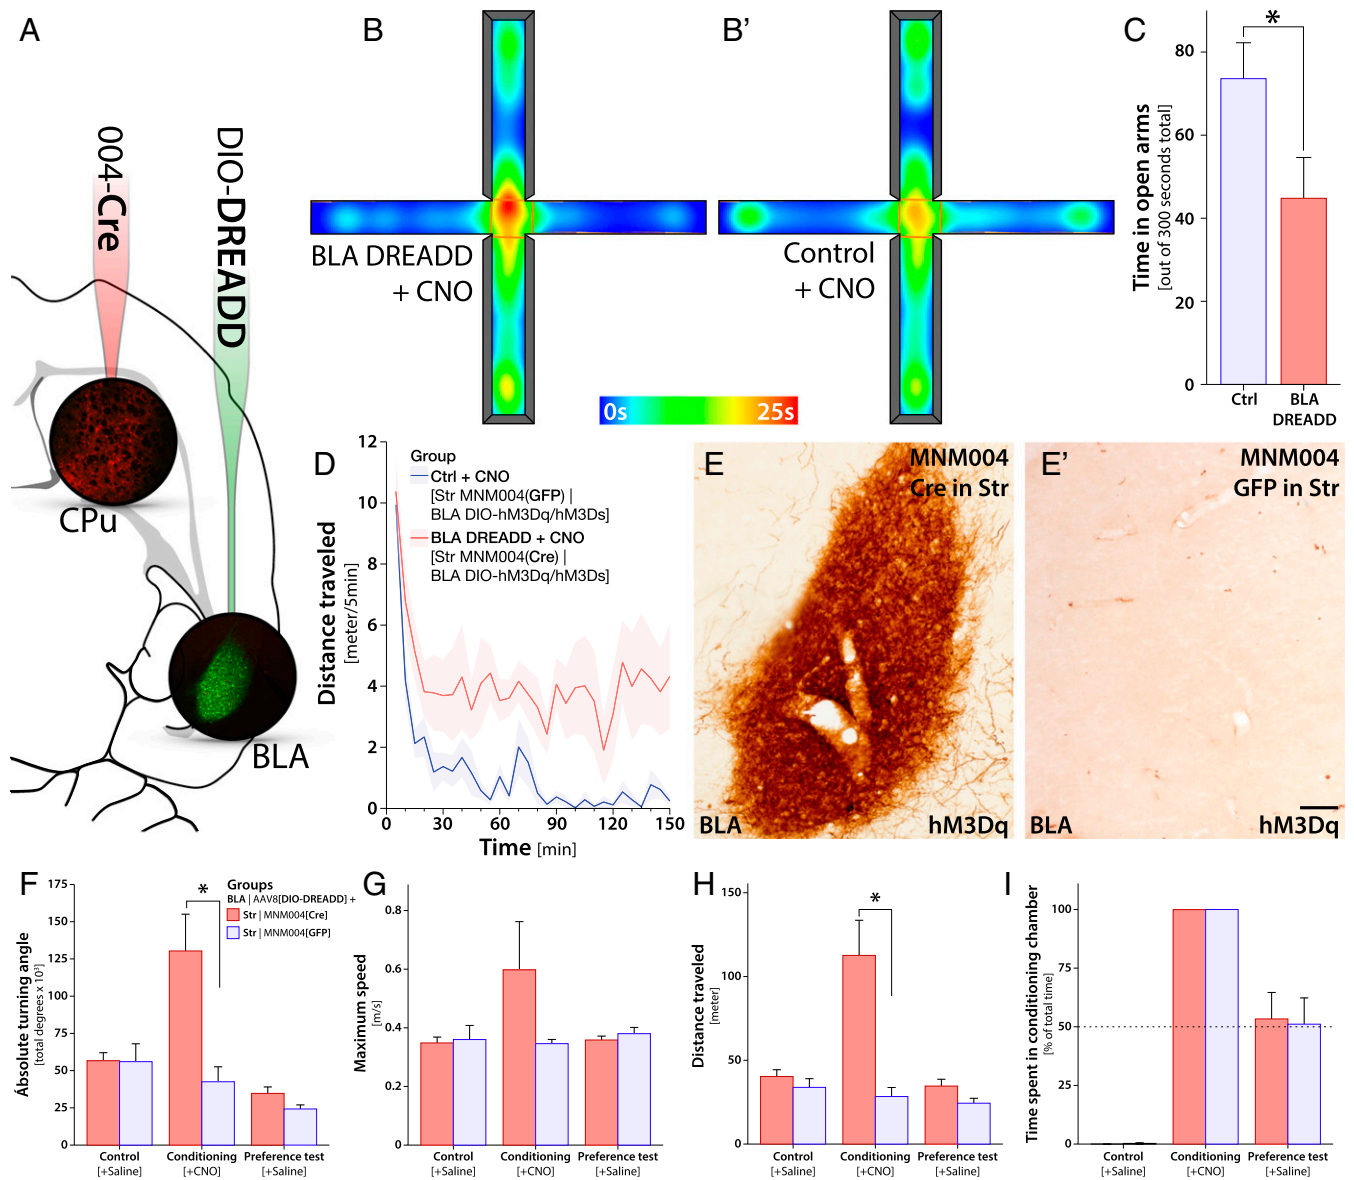 A
004-Cre
DIO-DREADD
CPu
BLA
B
BLA DREADD
+ CNO
B'
Control
+ CNO
0s
25s
C
*
Time in open arms
[out of 300 seconds total]
80
60
40
20
0
Ctrl
BLA
DREADD
D
Distance traveled
[meter/5min]
12
10
8
6
4
2
0
Group
Ctrl + CNO
[Str MNM004(GFP) |
BLA DIO-hM3Dq/hM3Ds]
BLA DREADD + CNO
[Str MNM004(Cre) |
BLA DIO-hM3Dq/hM3Ds]
0 30 60 90 120 150
Time [min]
E
MNM004
Cre in Str
BLA
hM3Dq
E'
MNM004
GFP in Str
BLA
hM3Dq
F
Absolute turning angle
[total degrees x 10³]
175
150
125
100
75
50
25
0
*
Groups
BLA | AAV8[DIO-DREADD] +
Str | MNM004[Cre]
Str | MNM004[GFP]
Control
[+Saline]
Conditioning
[+CNO]
Preference test
[+Saline]
G
Maximum speed
[m/s]
0.8
0.6
0.4
0.2
0
Control
[+Saline]
Conditioning
[+CNO]
Preference test
[+Saline]
H
Distance traveled
[meter]
150
100
50
0
*
Control
[+Saline]
Conditioning
[+CNO]
Preference test
[+Saline]
I
Time spent in conditioning chamber
[% of total time]
100
75
50
25
0
Control
[+Saline]
Conditioning
[+CNO]
Preference test
[+Saline]